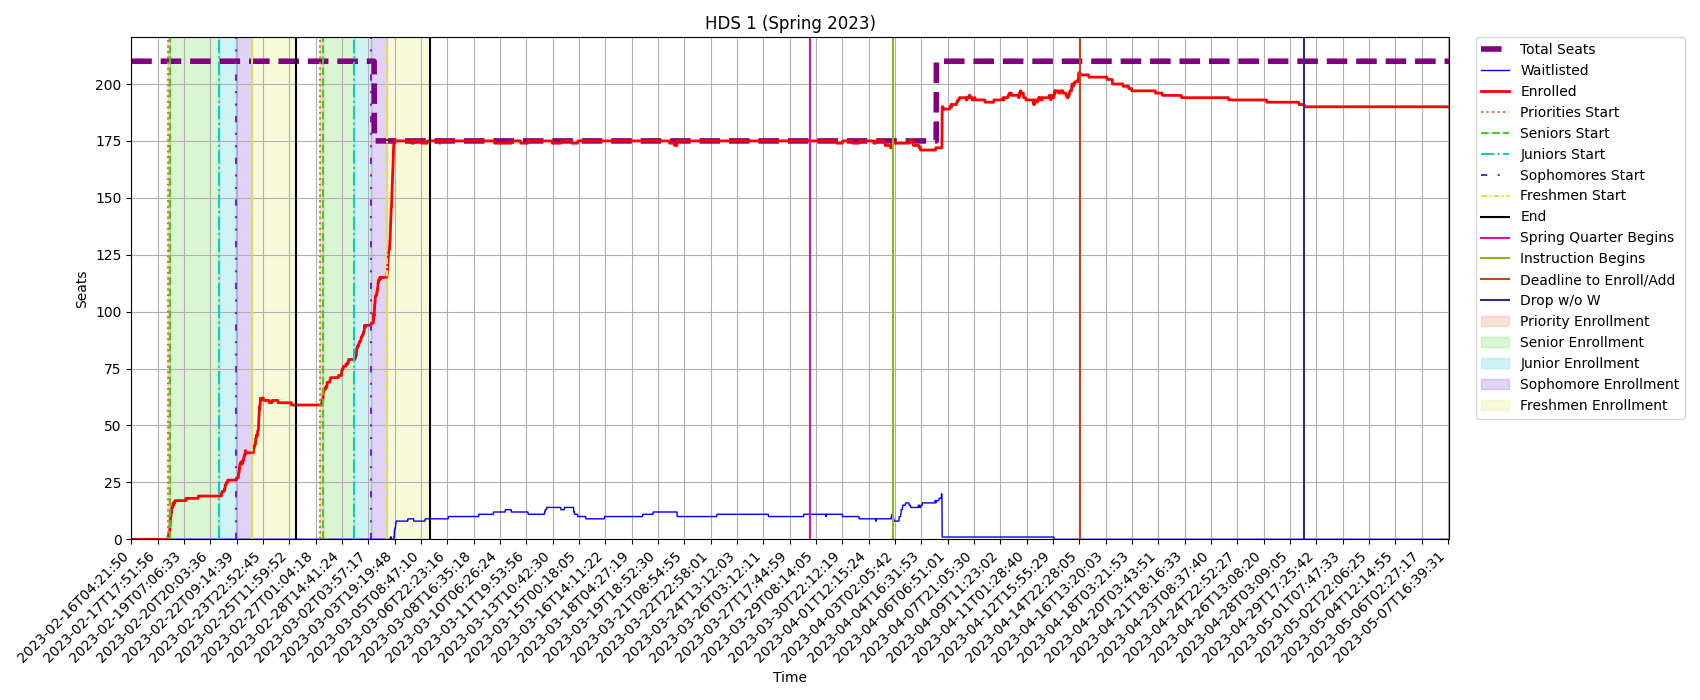 HDS 1 (Spring 2023)
Seats
200
175
150
125
100
75
50
25
0
2023-02-16T04:21:50
2023-02-17T17:51:56
2023-02-19T07:06:33
2023-02-20T20:03:36
2023-02-22T09:14:39
2023-02-23T22:52:45
2023-02-25T11:59:52
2023-02-27T01:04:18
2023-02-28T14:41:24
2023-03-02T03:57:17
2023-03-03T19:19:48
2023-03-05T08:47:10
2023-03-06T22:23:16
2023-03-08T16:35:18
2023-03-10T06:26:24
2023-03-11T19:53:56
2023-03-13T10:42:30
2023-03-15T00:18:05
2023-03-16T14:11:22
2023-03-18T04:27:19
2023-03-19T18:52:30
2023-03-21T08:54:55
2023-03-22T22:58:01
2023-03-24T13:12:03
2023-03-26T03:12:11
2023-03-27T17:44:59
2023-03-29T08:14:05
2023-03-30T22:12:19
2023-04-01T12:15:24
2023-04-03T02:05:42
2023-04-04T16:31:53
2023-04-06T06:51:01
2023-04-07T21:05:30
2023-04-09T11:23:02
2023-04-11T01:28:40
2023-04-12T15:55:29
2023-04-14T22:28:05
2023-04-16T13:20:03
2023-04-18T03:21:53
2023-04-20T03:43:51
2023-04-21T18:16:33
2023-04-23T08:37:40
2023-04-24T22:52:27
2023-04-26T13:08:20
2023-04-28T03:09:05
2023-04-29T17:25:42
2023-05-01T07:47:33
2023-05-02T22:06:25
2023-05-04T12:14:55
2023-05-06T02:27:17
2023-05-07T16:39:31
Time
Total Seats
Waitlisted
Enrolled
Priorities Start
Seniors Start
Juniors Start
Sophomores Start
Freshmen Start
End
Spring Quarter Begins
Instruction Begins
Deadline to Enroll/Add
Drop w/o W
Priority Enrollment
Senior Enrollment
Junior Enrollment
Sophomore Enrollment
Freshmen Enrollment